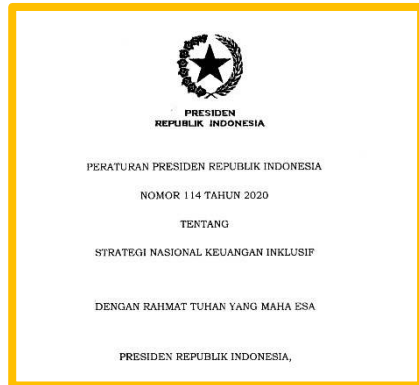 PRESIDEN
REPUBLIK INDONESIA
PERATURAN PRESIDEN REPUBLIK INDONESIA
NOMOR 114 TAHUN 2020
TENTANG
STRATEGI NASIONAL KEUANGAN INKLUSIF
DENGAN RAHMAT TUHAN YANG MAHA ESA
PRESIDEN REPUBLIK INDONESIA,